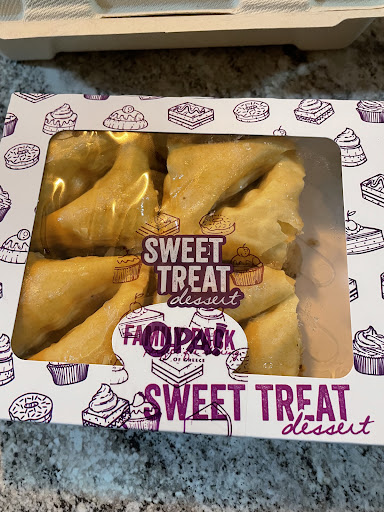 SWEET
TREAT
dessert
FAMILY PACK
OPA!
OF GREECE
SWEET TREAT
dessert